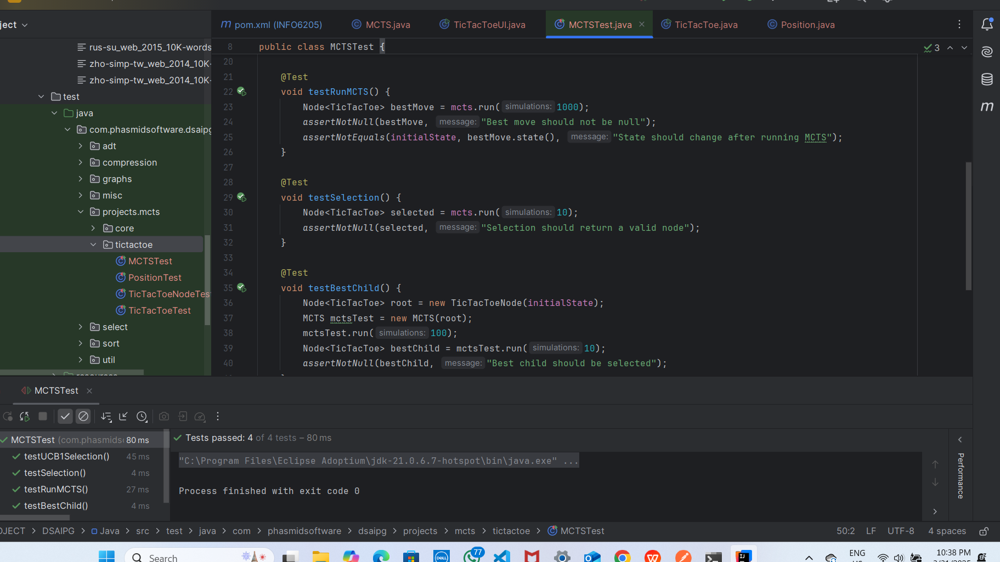 ject
pom.xml (INFO6205)
MCTS.java
TicTacToeUI.java
MCTSTest.java
TicTacToe.java
Position.java
rus-su_web_2015_10K-words
zho-simp-tw_web_2014_10K-
zho-simp-tw_web_2014_10K-
test
java
com.phasmidsoftware.dsaipg
adt
compression
graphs
misc
projects.mcts
core
tictactoe
MCTSTest
PositionTest
TicTacToeNodeTes
TicTacToeTest
select
sort
util
resources
3
8 public class MCTSTest {
20
21 @Test
22 void testRunMCTS() {
23 Node<TicTacToe> bestMove = mcts.run( simulations: 1000);
24 assertNotNull(bestMove, message: "Best move should not be null");
25 assertNotEquals(initialState, bestMove.state(), message: "State should change after running MCTS");
26 }
27
28 @Test
29 void testSelection() {
30 Node<TicTacToe> selected = mcts.run( simulations: 10);
31 assertNotNull(selected, message: "Selection should return a valid node");
32 }
33
34 @Test
35 void testBestChild() {
36 Node<TicTacToe> root = new TicTacToeNode(initialState);
37 MCTS mctsTest = new MCTS(root);
38 mctsTest.run( simulations: 100);
39 Node<TicTacToe> bestChild = mctsTest.run( simulations: 10);
40 assertNotNull(bestChild, message: "Best child should be selected");
MCTSTest
MCTSTest (com.phasmids 80 ms
testUCB1Selection() 45 ms
testSelection() 4 ms
testRunMCTS() 27 ms
testBestChild() 4 ms
Tests passed: 4 of 4 tests – 80 ms
"C:\Program Files\Eclipse Adoptium\jdk-21.0.6.7-hotspot\bin\java.exe" ...
Process finished with exit code 0
Performance
OJECT > DSAIPG > Java > src > test > java > com > phasmidsoftware > dsaipg > projects > mcts > tictactoe > MCTSTest
50:2 LF UTF-8 4 spaces
Search
DELL
77
IJ
ENG
10:38 PM